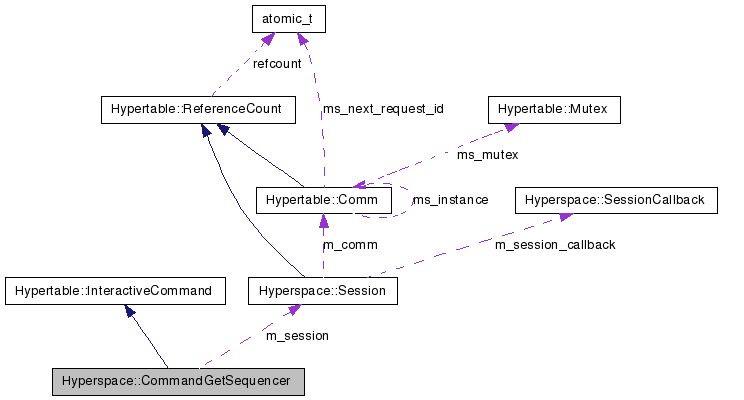 atomic_t
refcount
Hypertable::ReferenceCount
ms_next_request_id
Hypertable::Mutex
ms_mutex
Hypertable::Comm
ms_instance
Hyperspace::SessionCallback
m_comm
m_session_callback
Hypertable::InteractiveCommand
Hyperspace::Session
m_session
Hyperspace::CommandGetSequencer